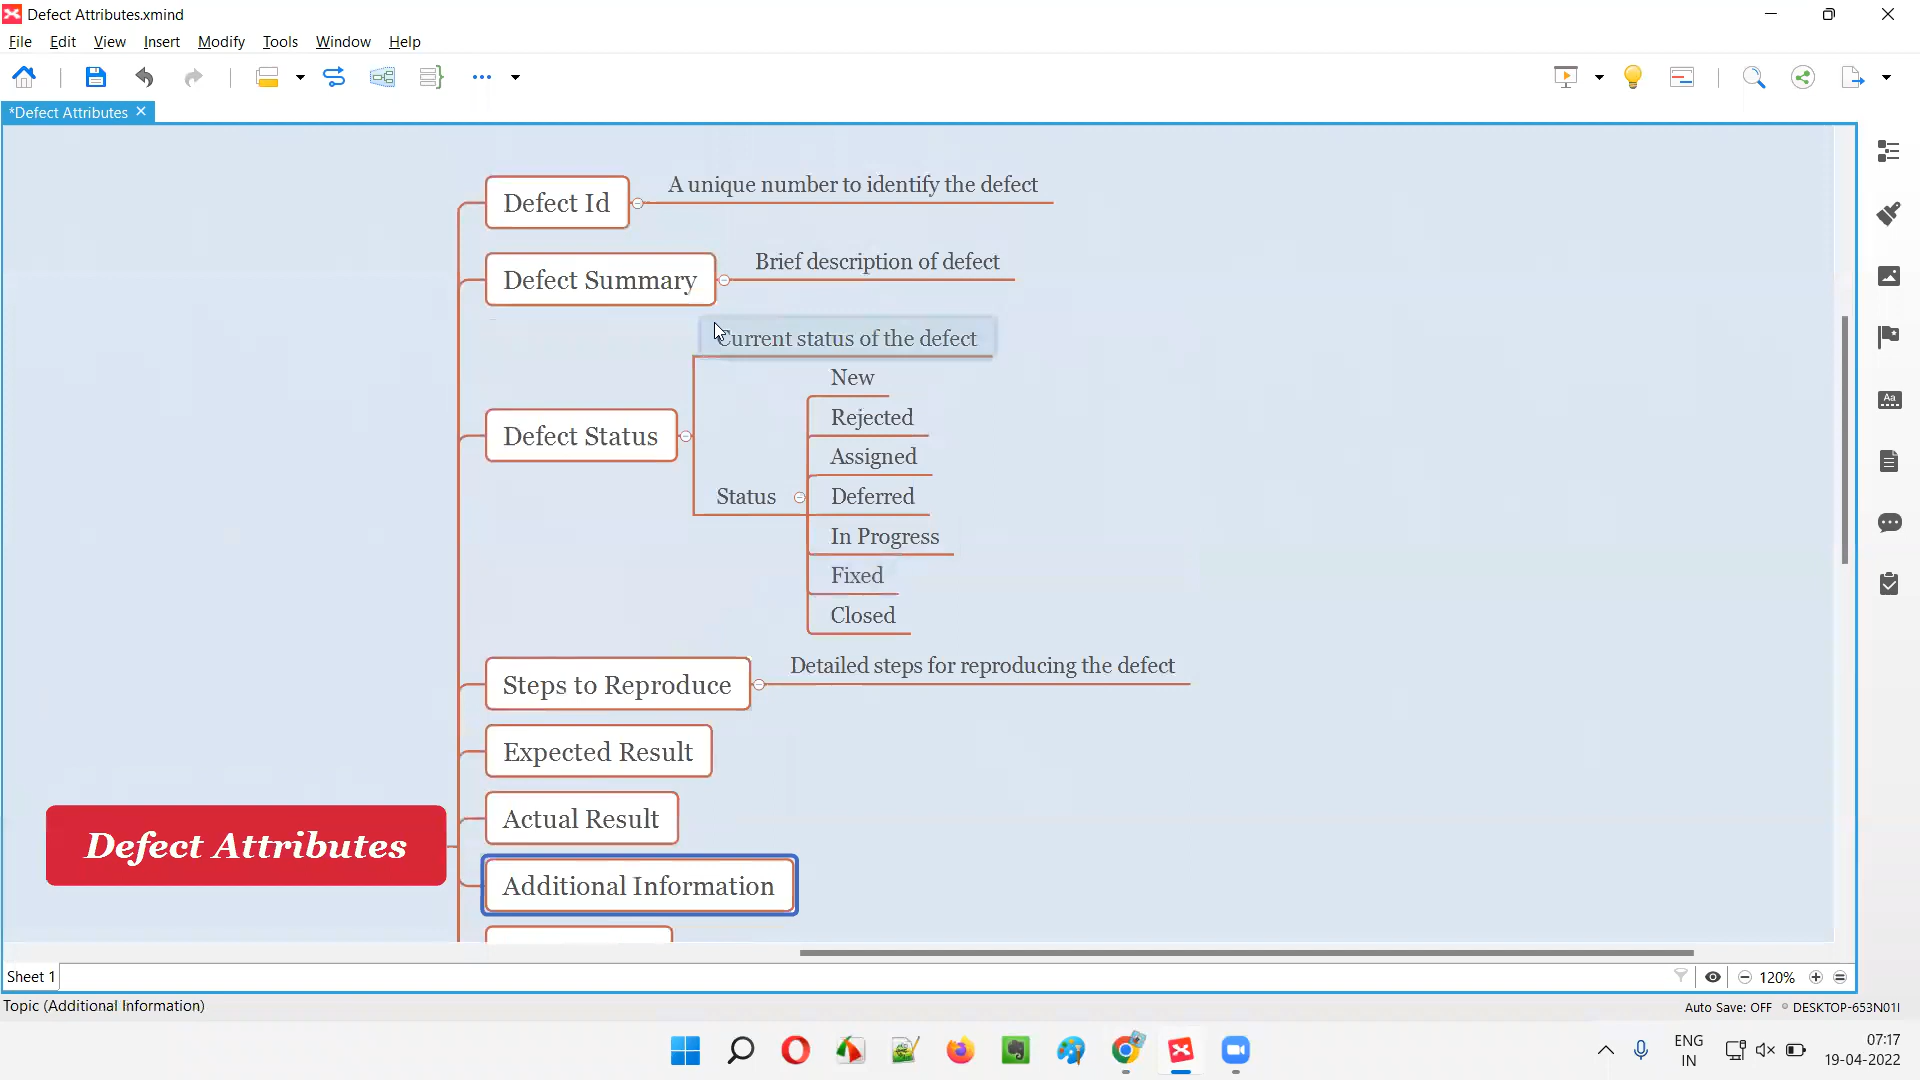 Defect Attributes.xmind
File Edit View Insert Modify Tools Window Help
*Defect Attributes
Defect Id
A unique number to identify the defect
Defect Summary
Brief description of defect
Current status of the defect
New
Rejected
Defect Status
Assigned
Status
Deferred
In Progress
Fixed
Closed
Steps to Reproduce
Detailed steps for reproducing the defect
Expected Result
Actual Result
Defect Attributes
Additional Information
Aa
Sheet 1
120%
Topic (Additional Information)
Auto Save: OFF
DESKTOP-653N01I
ENG
IN
07:17
19-04-2022